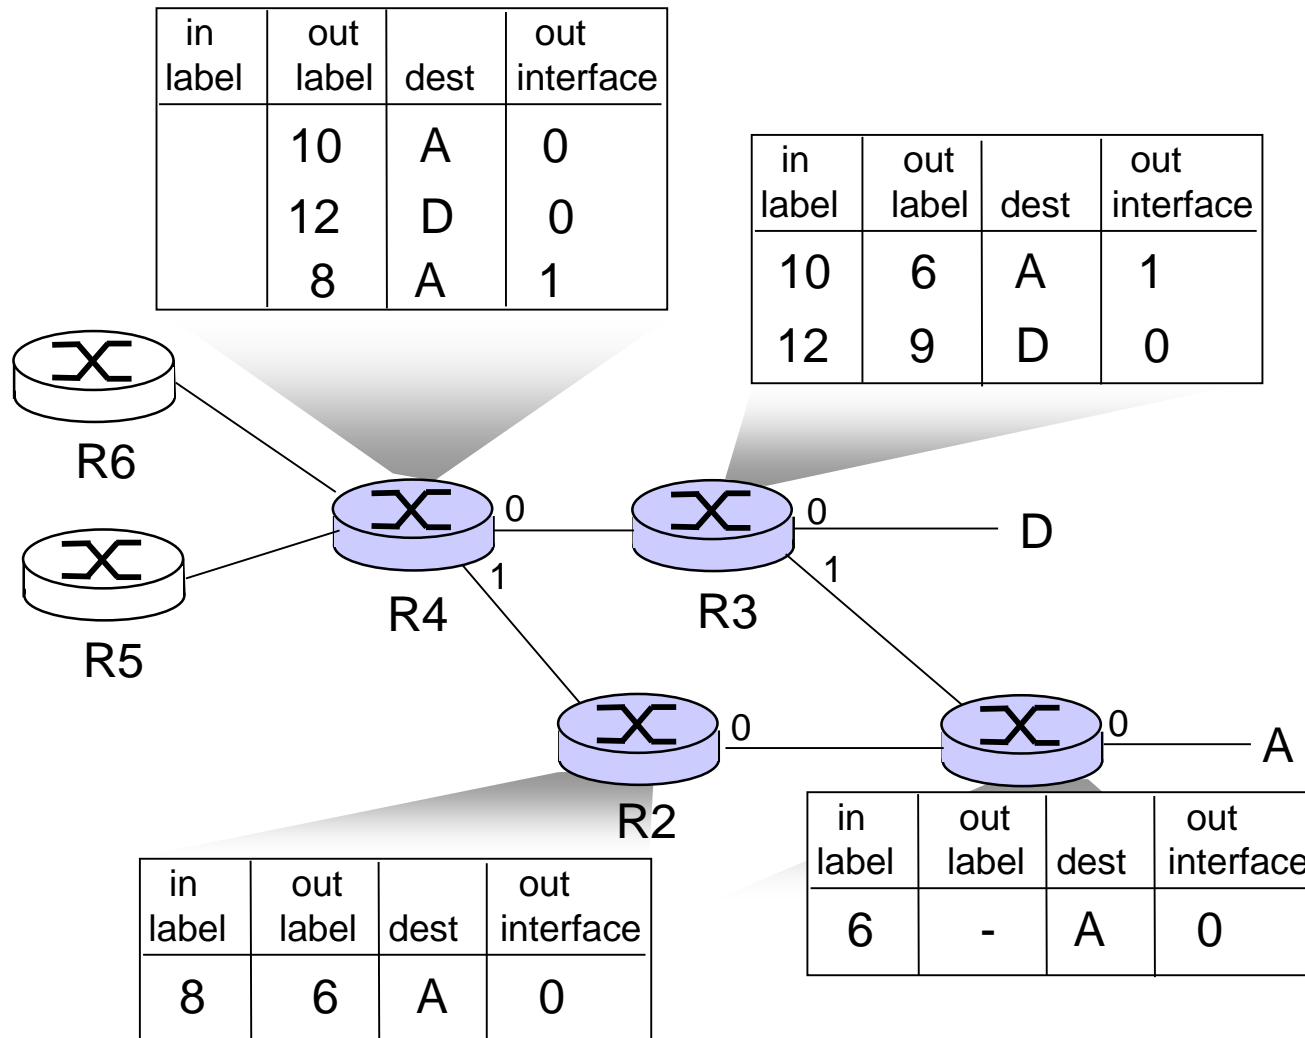 in out out
label label dest interface
10 A 0
12 D 0
8 A 1
in out out
label label dest interface
10 6 A 1
12 9 D 0
R6
0
0
D
1
1
R4
R3
R5
0
0
A
R2
in out out
label label dest interface
6 - A 0
in out out
label label dest interface
8 6 A 0